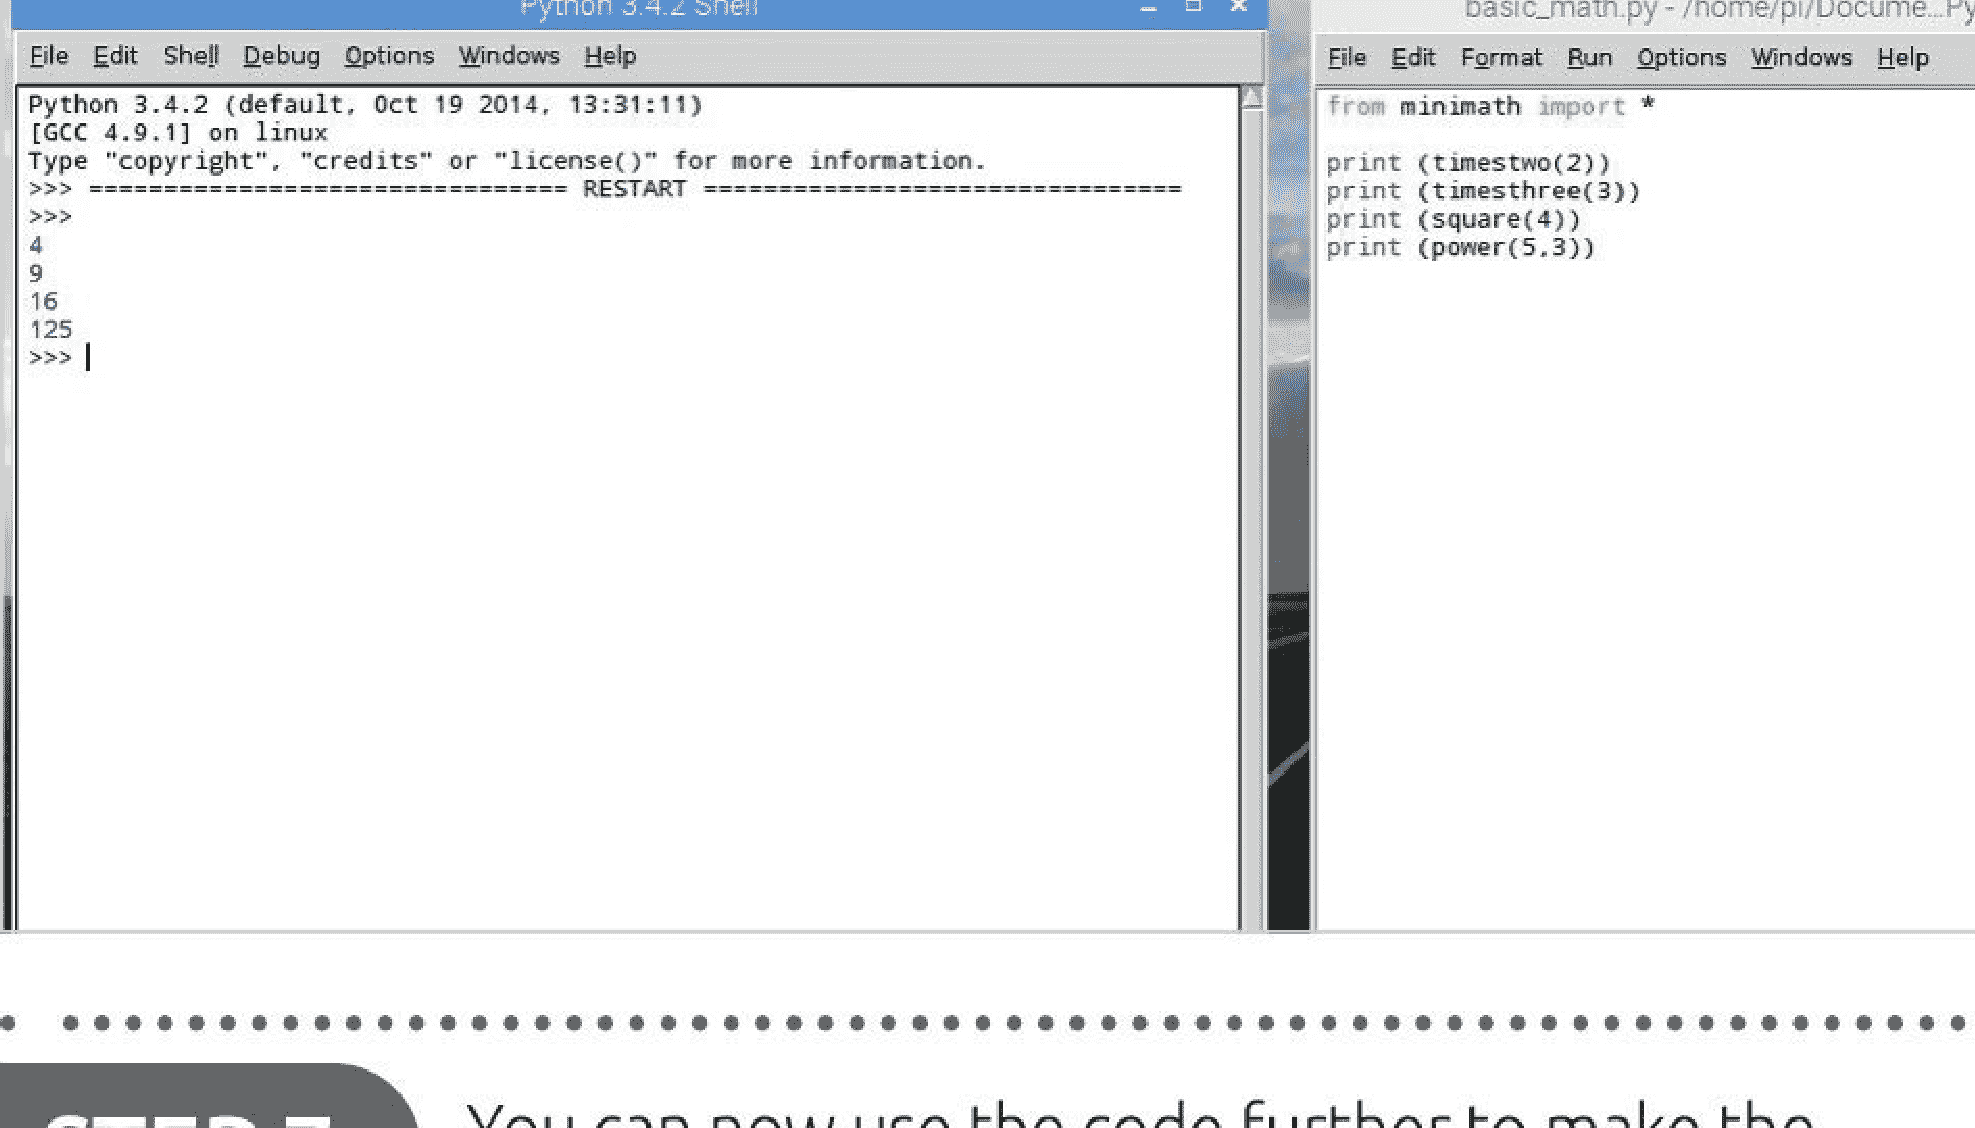 Python 3.4.2 Shell
File Edit Shell Debug Options Windows Help
Python 3.4.2 (default, Oct 19 2014, 13:31:11)
[GCC 4.9.1] on linux
Type "copyright", "credits" or "license()" for more information.
>>> ================================ RESTART ================================
>>>
4
9
16
125
>>>
basic_math.py - /home/pi/Docume...Py
File Edit Format Run Options Windows Help
from minimath import *
print (timestwo(2))
print (timesthree(3))
print (square(4))
print (power(5,3))
STEP 7
You can now use the code further to make the